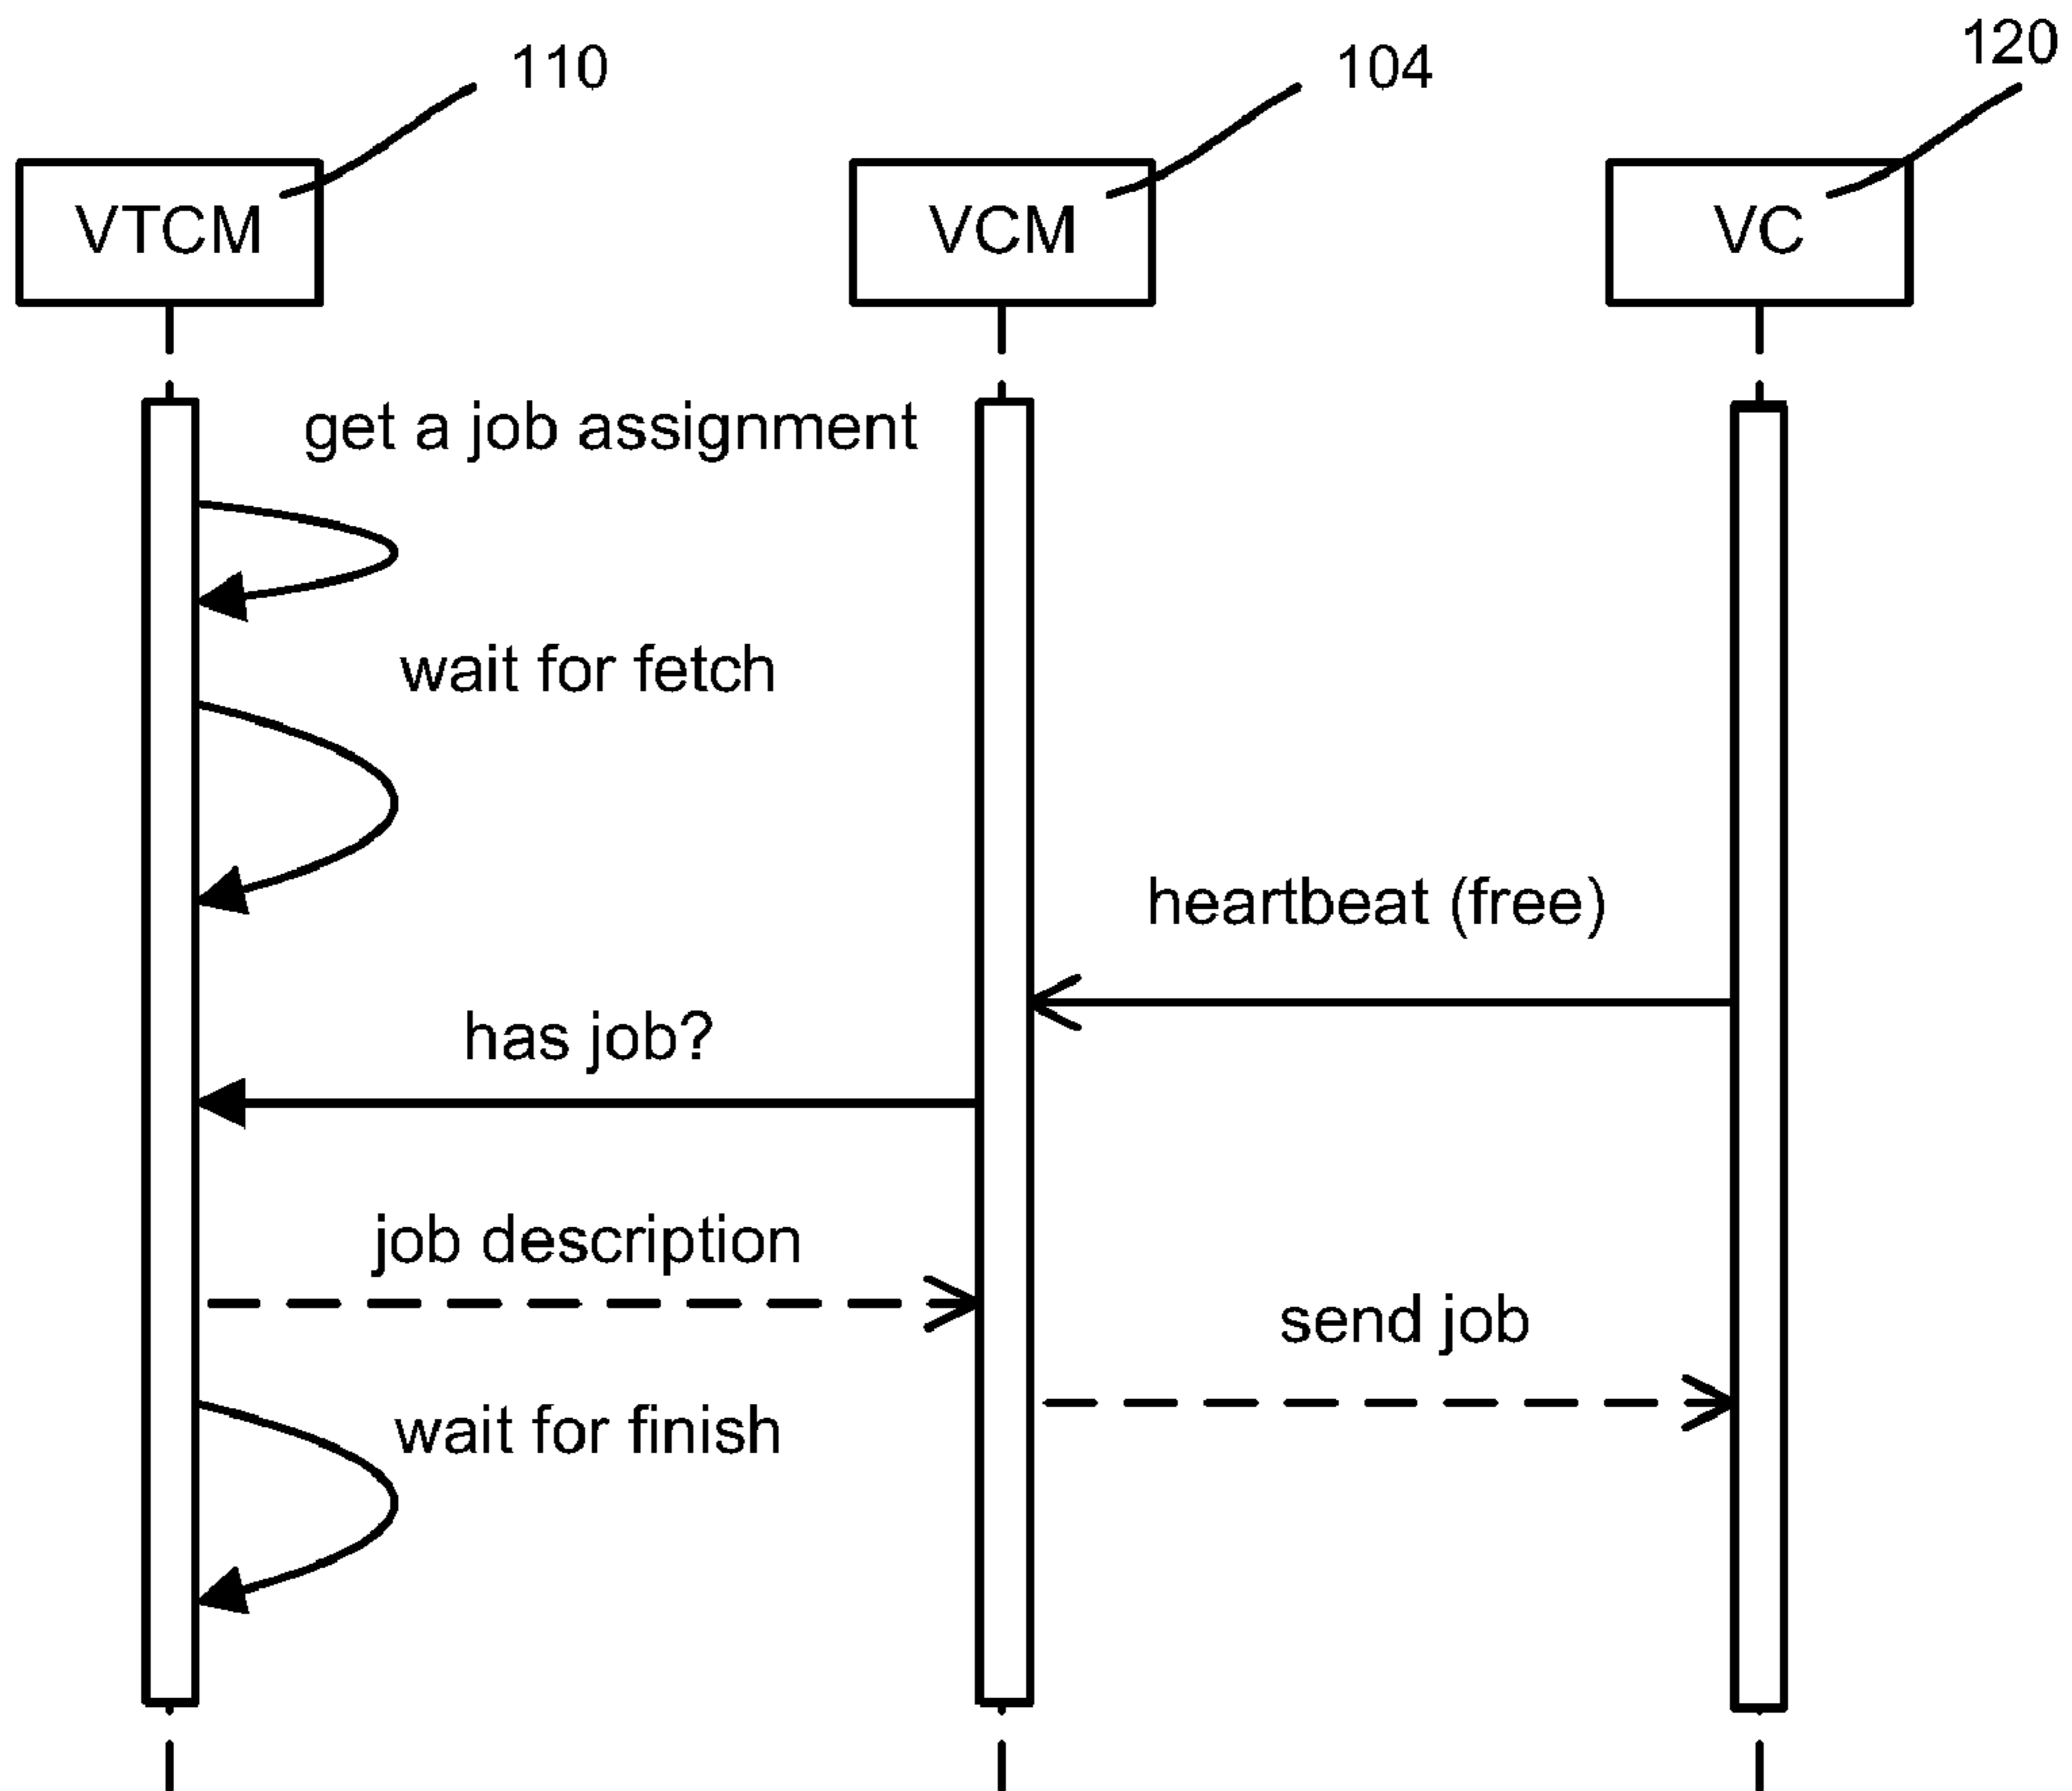 110
104
120
VTCM
VCM
VC
get a job assignment
wait for fetch
heartbeat (free)
has job?
job description
send job
wait for finish